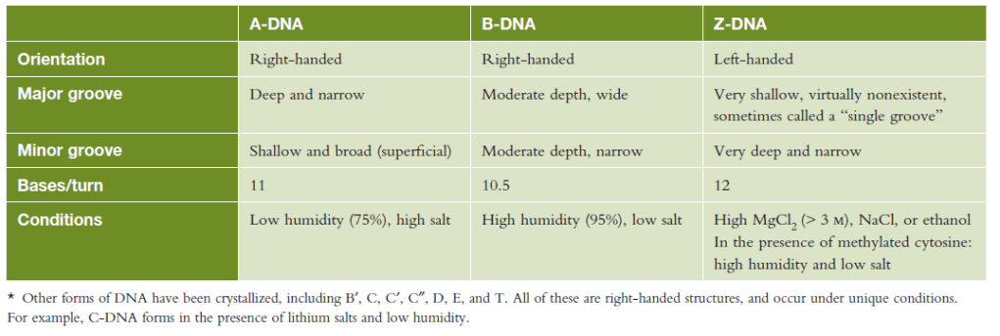 A-DNA B-DNA Z-DNA
Orientation Right-handed Right-handed Left-handed
Major groove Deep and narrow Moderate depth, wide Very shallow, virtually nonexistent,
sometimes called a “single groove”
Minor groove Shallow and broad (superficial) Moderate depth, narrow Very deep and narrow
Bases/turn 11 10.5 12
Conditions Low humidity (75%), high salt High humidity (95%), low salt High MgCl₂ (> 3 M), NaCl, or ethanol
In the presence of methylated cytosine:
high humidity and low salt
* Other forms of DNA have been crystallized, including B′, C, C′, C″, D, E, and T. All of these are right-handed structures, and occur under unique conditions.
For example, C-DNA forms in the presence of lithium salts and low humidity.